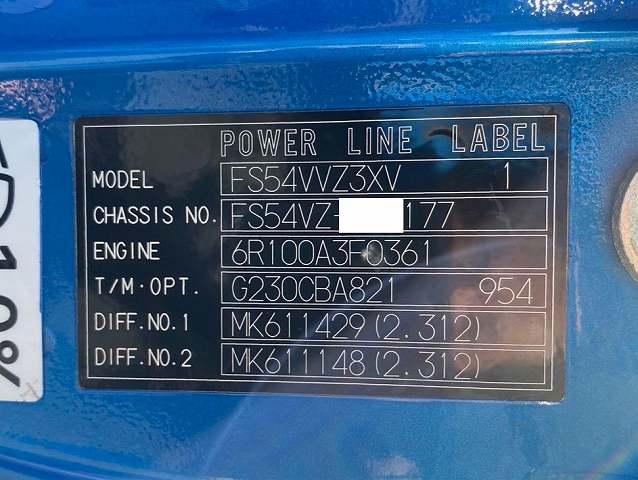 POWER LINE LABEL
MODEL FS54VVZ3XV 1
CHASSIS NO. FS54VZ- 177
ENGINE 6R100A3F0361
T/M·OPT. G230CBA821 954
DIFF.NO.1 MK611429(2.312)
DIFF.NO.2 MK611148(2.312)